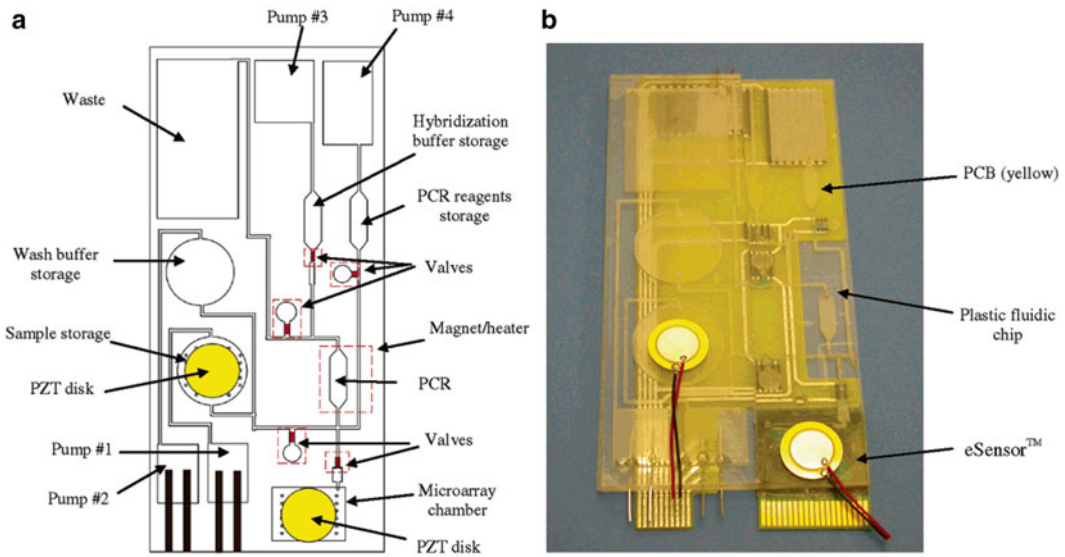 a
Pump #3
Pump #4
Waste
Hybridization
buffer storage
PCR reagents
storage
Wash buffer
storage
Valves
Sample storage
Magnet/heater
PZT disk
PCR
Pump #1
Valves
Pump #2
Microarray
chamber
PZT disk
b
PCB (yellow)
Plastic fluidic
chip
eSensor™